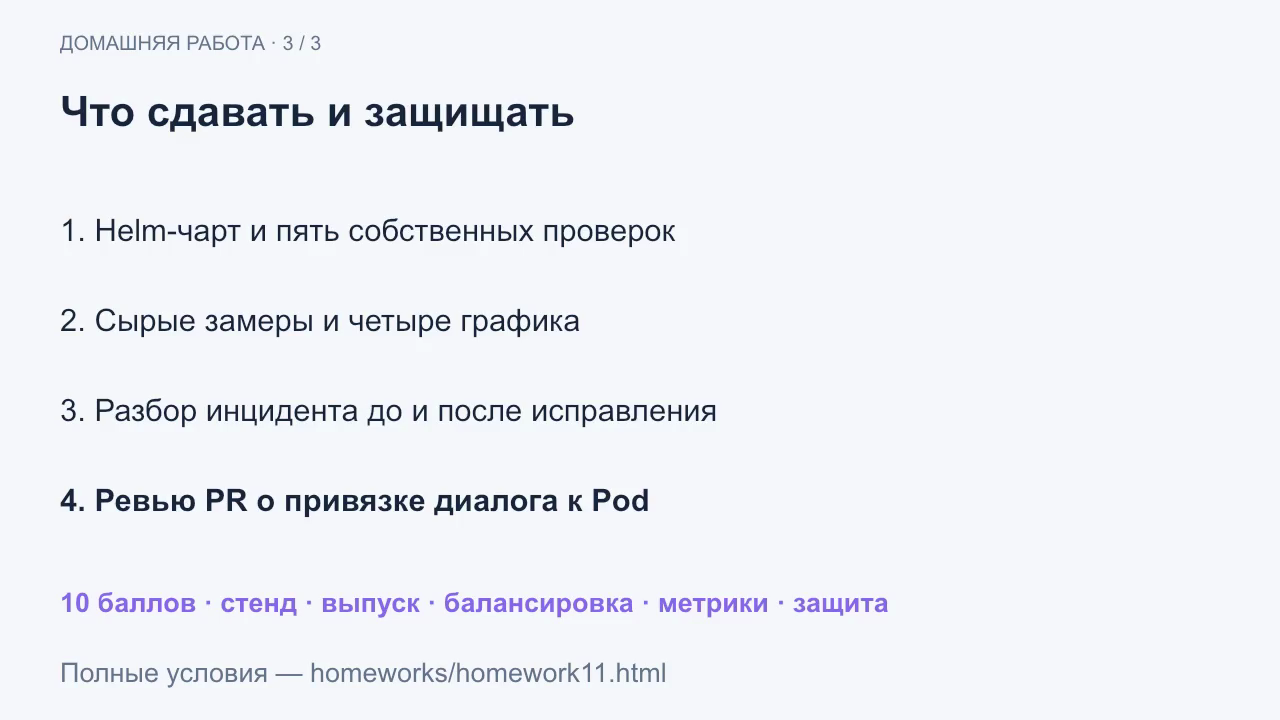 ДОМАШНЯЯ РАБОТА · 3 / 3
Что сдавать и защищать
1. Helm-чарт и пять собственных проверок
2. Сырые замеры и четыре графика
3. Разбор инцидента до и после исправления
4. Ревью PR о привязке диалога к Pod
10 баллов · стенд · выпуск · балансировка · метрики · защита
Полные условия — homeworks/homework11.html